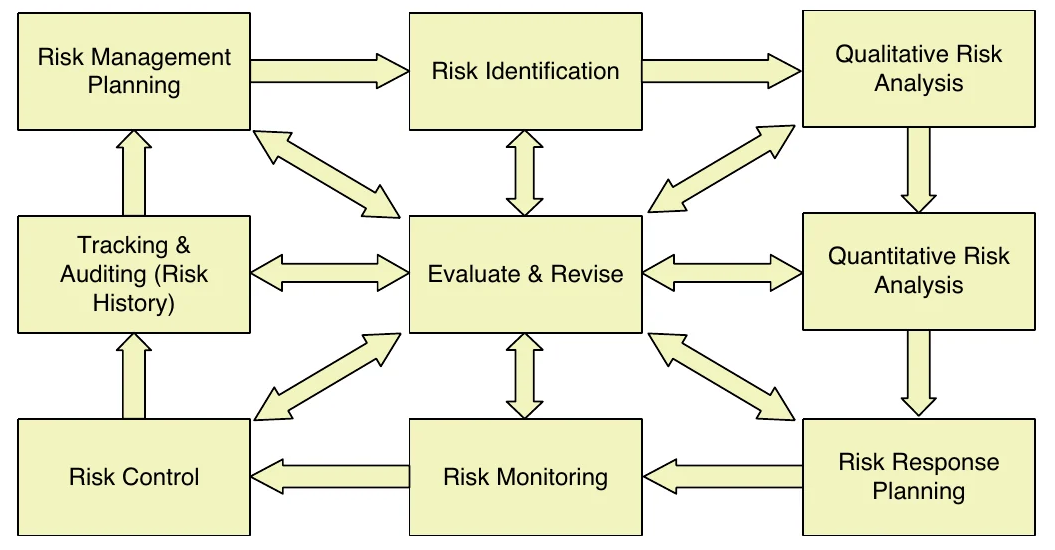 Risk Management
Planning
Risk Identification
Qualitative Risk
Analysis
Tracking &
Auditing (Risk
History)
Evaluate & Revise
Quantitative Risk
Analysis
Risk Control
Risk Monitoring
Risk Response
Planning